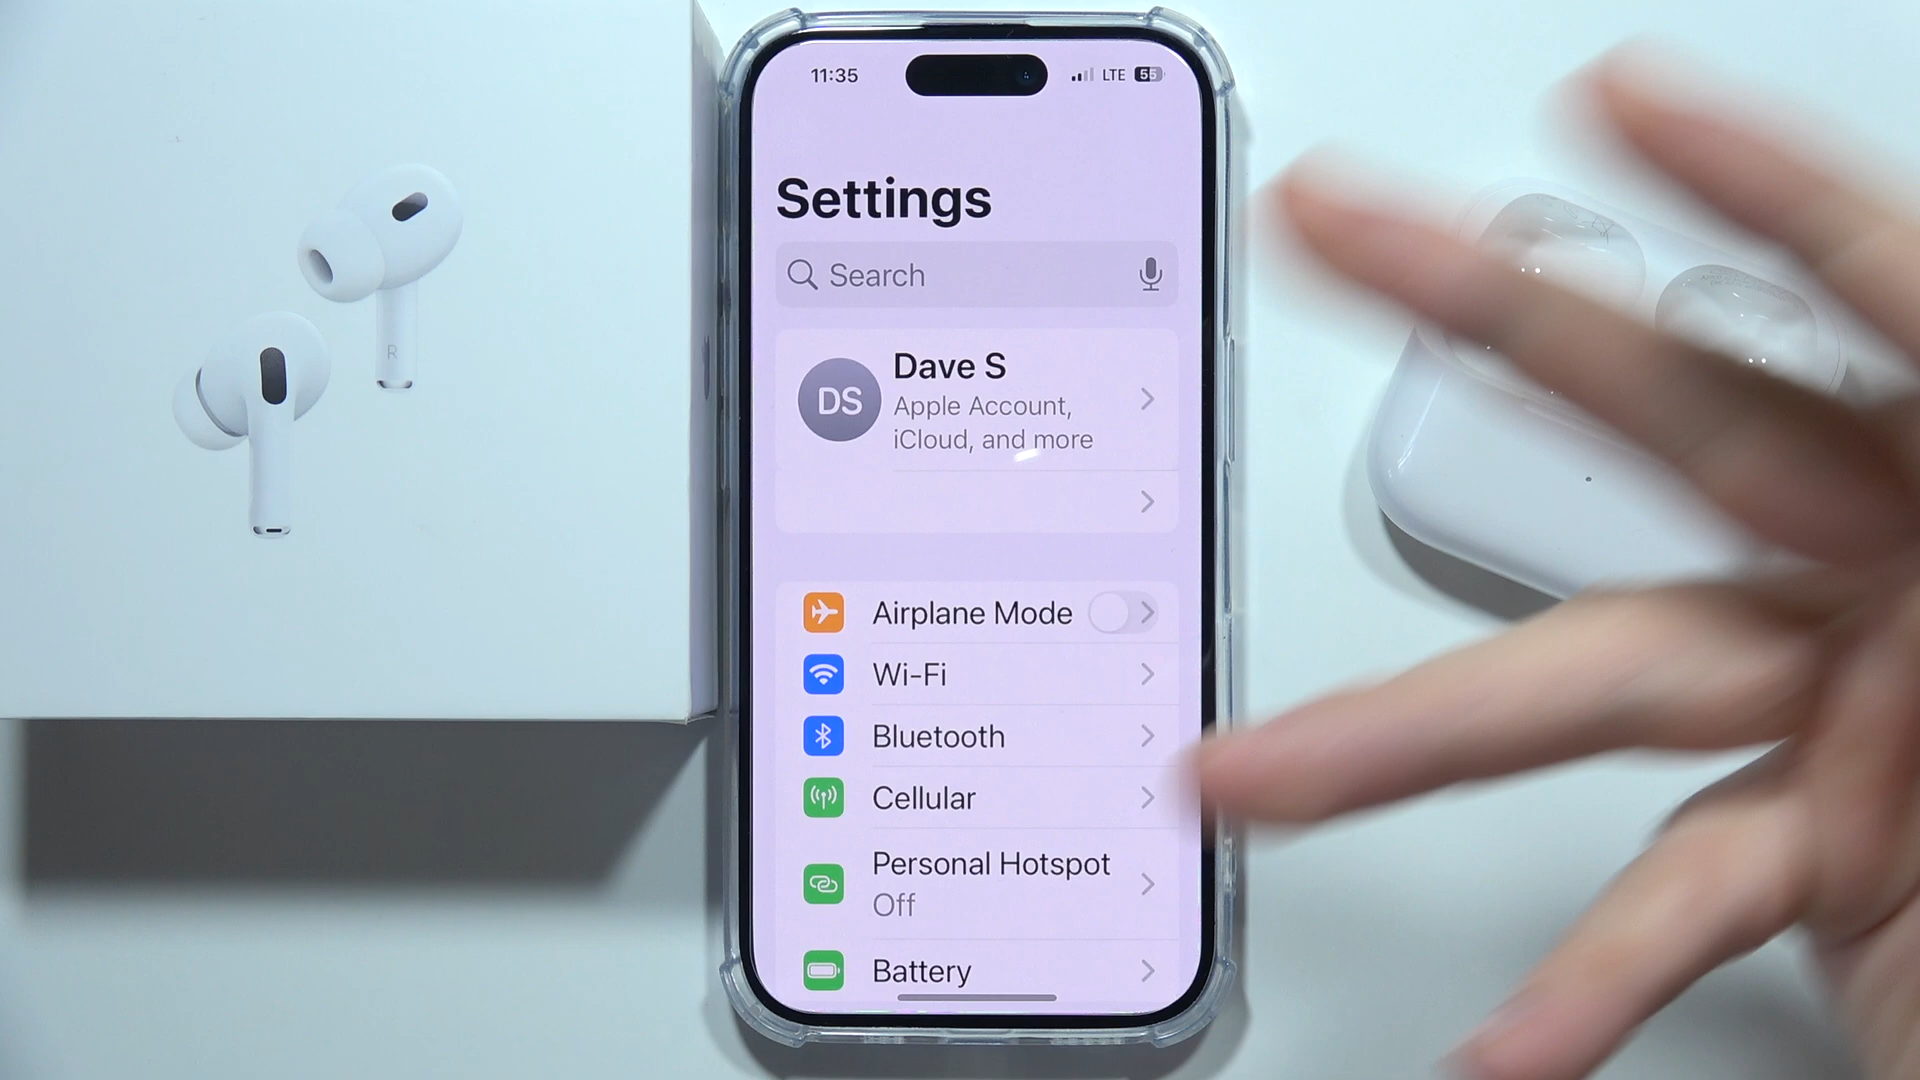 11:35
LTE 55
Settings
Search
DS
Dave S
Apple Account,
iCloud, and more
Airplane Mode
Wi-Fi
Bluetooth
Cellular
Personal Hotspot
Off
Battery
R